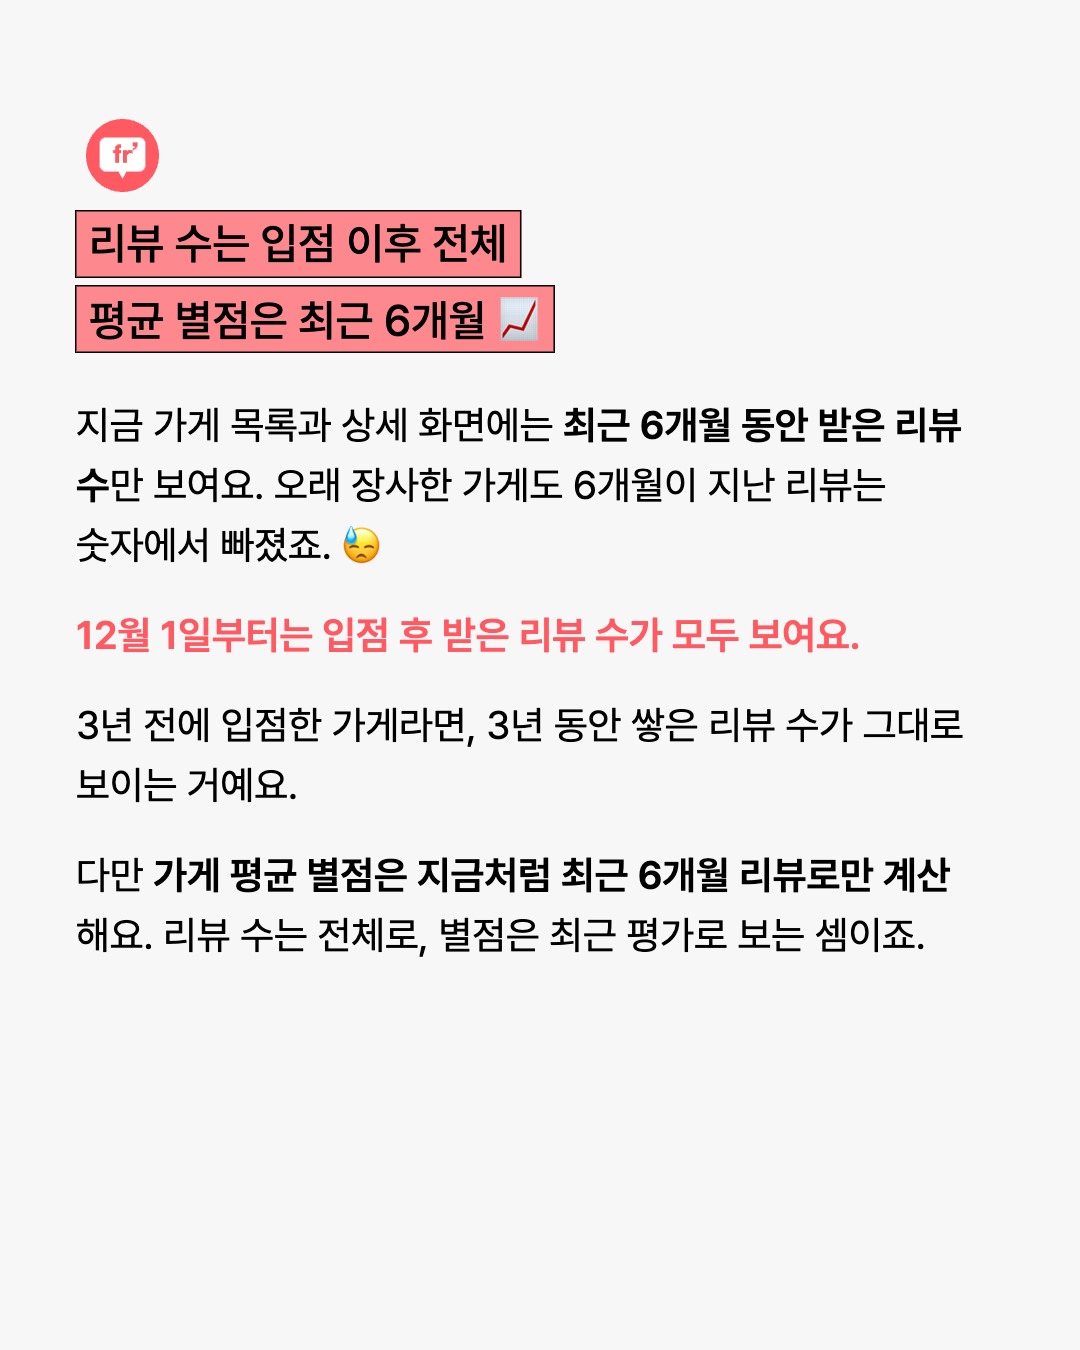 fr'
리뷰 수는 입점 이후 전체
평균 별점은 최근 6개월 📈
지금 가게 목록과 상세 화면에는 최근 6개월 동안 받은 리뷰
수만 보여요. 오래 장사한 가게도 6개월이 지난 리뷰는
숫자에서 빠졌죠. 😓
12월 1일부터는 입점 후 받은 리뷰 수가 모두 보여요.
3년 전에 입점한 가게라면, 3년 동안 쌓은 리뷰 수가 그대로
보이는 거예요.
다만 가게 평균 별점은 지금처럼 최근 6개월 리뷰로만 계산
해요. 리뷰 수는 전체로, 별점은 최근 평가로 보는 셈이죠.